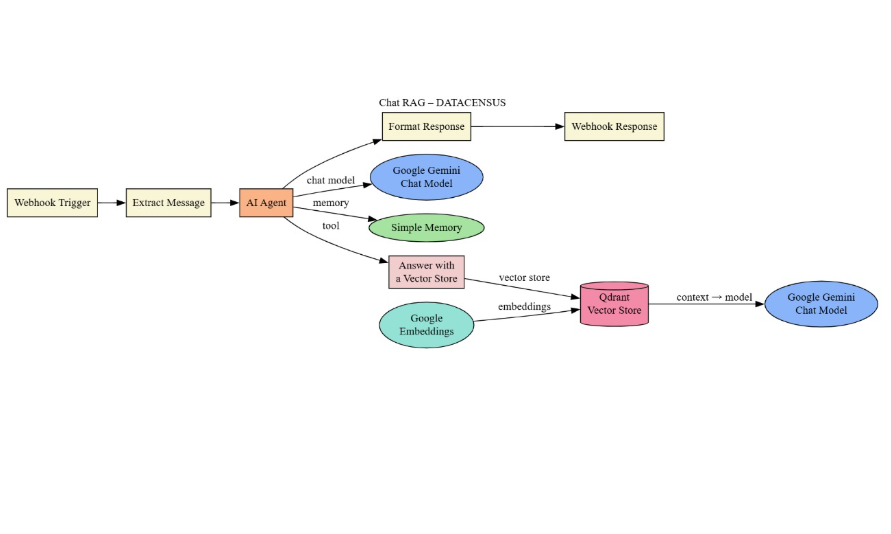 Chat RAG – DATACENSUS
Format Response
Webhook Response
Google Gemini
Chat Model
chat model
Webhook Trigger
Extract Message
AI Agent
memory
Simple Memory
tool
Answer with
a Vector Store
vector store
Google
Embeddings
embeddings
Qdrant
Vector Store
context → model
Google Gemini
Chat Model